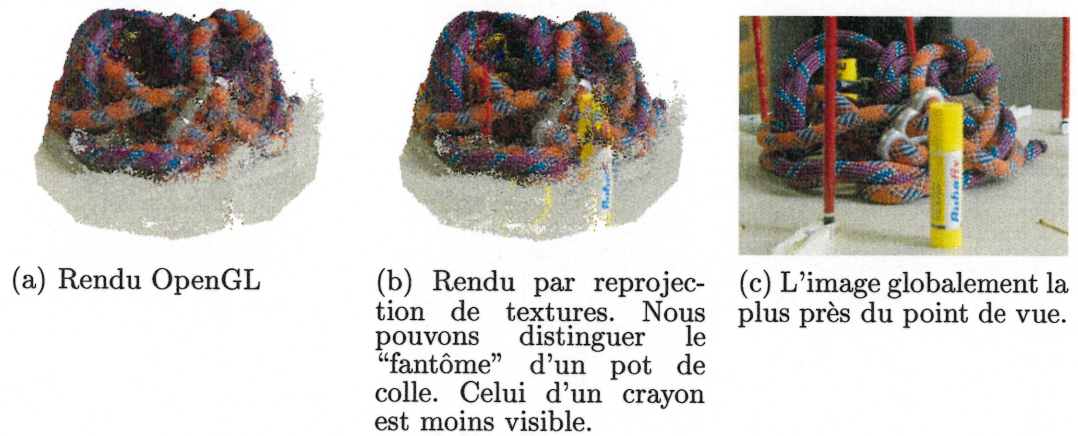 (a) Rendu OpenGL
(b) Rendu par reprojec-
tion de textures. Nous
pouvons distinguer le
“fantôme” d'un pot de
colle. Celui d'un crayon
est moins visible.
(c) L'image globalement la
plus près du point de vue.